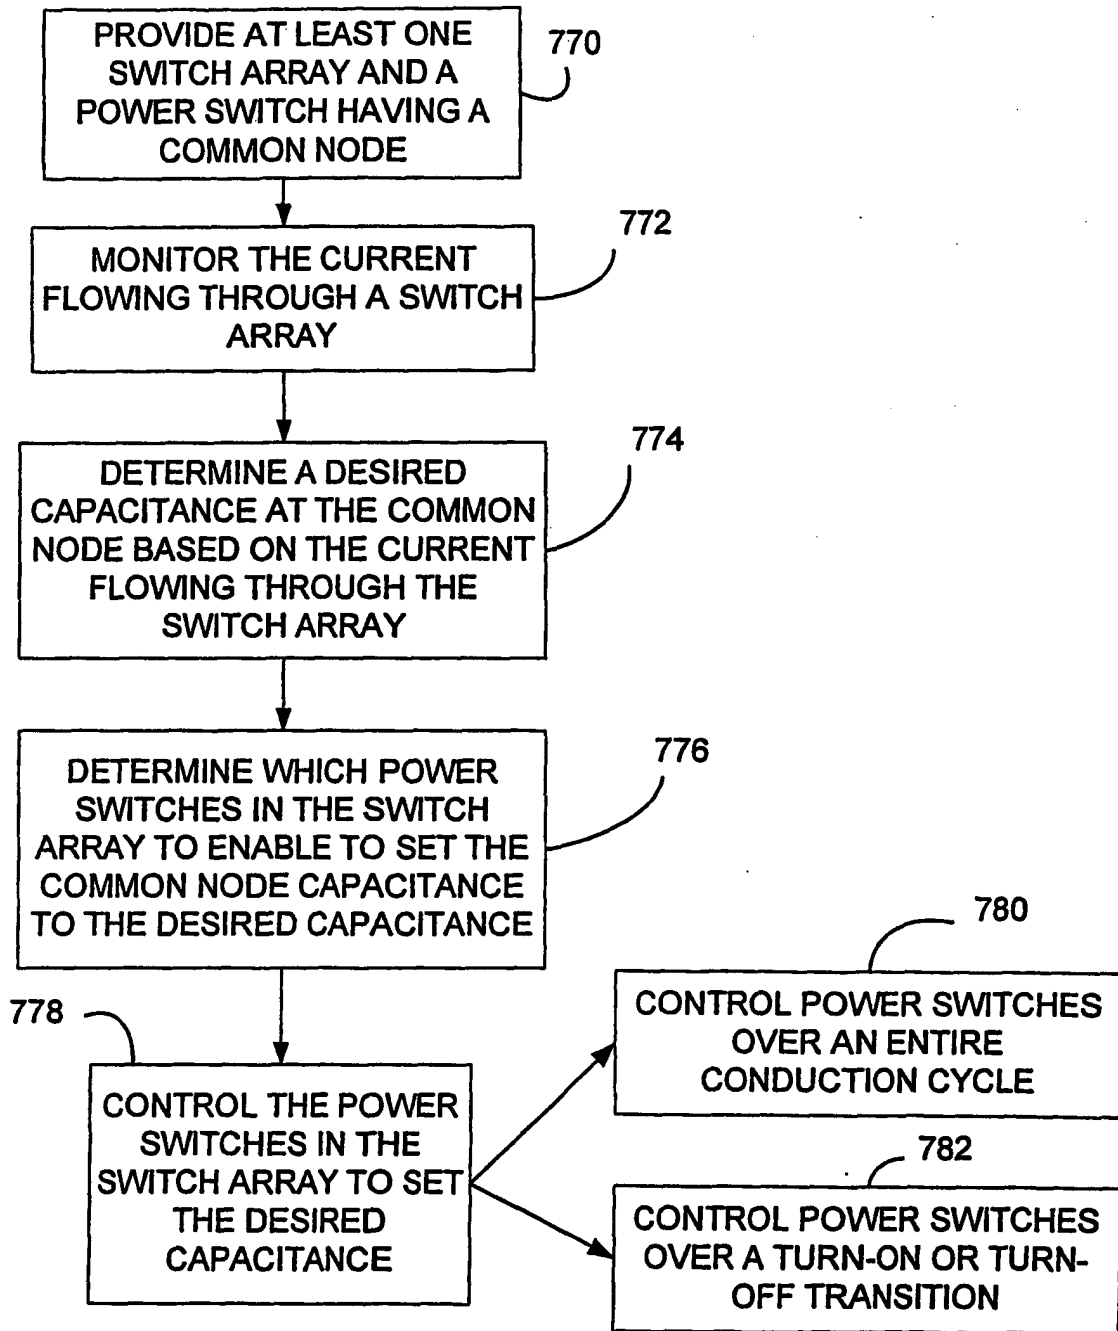 PROVIDE AT LEAST ONE
SWITCH ARRAY AND A
POWER SWITCH HAVING A
COMMON NODE
770
MONITOR THE CURRENT
FLOWING THROUGH A SWITCH
ARRAY
772
DETERMINE A DESIRED
CAPACITANCE AT THE COMMON
NODE BASED ON THE CURRENT
FLOWING THROUGH THE
SWITCH ARRAY
774
DETERMINE WHICH POWER
SWITCHES IN THE SWITCH
ARRAY TO ENABLE TO SET THE
COMMON NODE CAPACITANCE
TO THE DESIRED CAPACITANCE
776
778
CONTROL THE POWER
SWITCHES IN THE
SWITCH ARRAY TO SET
THE DESIRED
CAPACITANCE
780
CONTROL POWER SWITCHES
OVER AN ENTIRE
CONDUCTION CYCLE
782
CONTROL POWER SWITCHES
OVER A TURN-ON OR TURN-
OFF TRANSITION